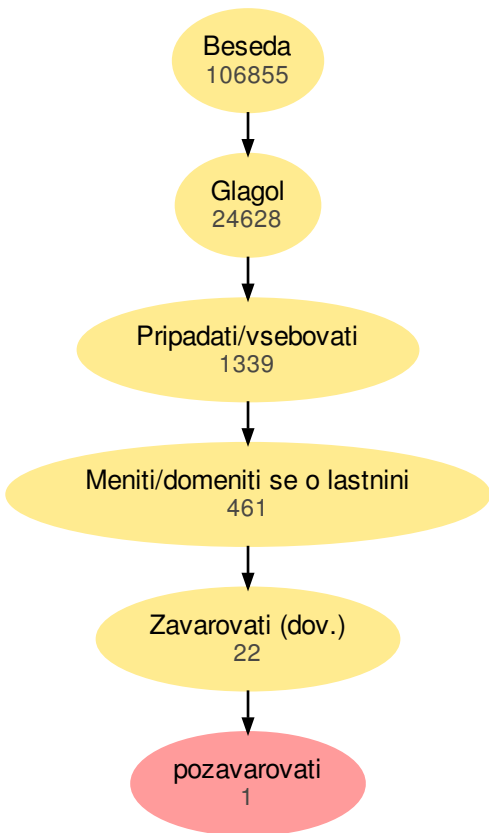 Beseda
106855
Glagol
24628
Pripadati/vsebovati
1339
Meniti/domeniti se o lastnini
461
Zavarovati (dov.)
22
pozavarovati
1